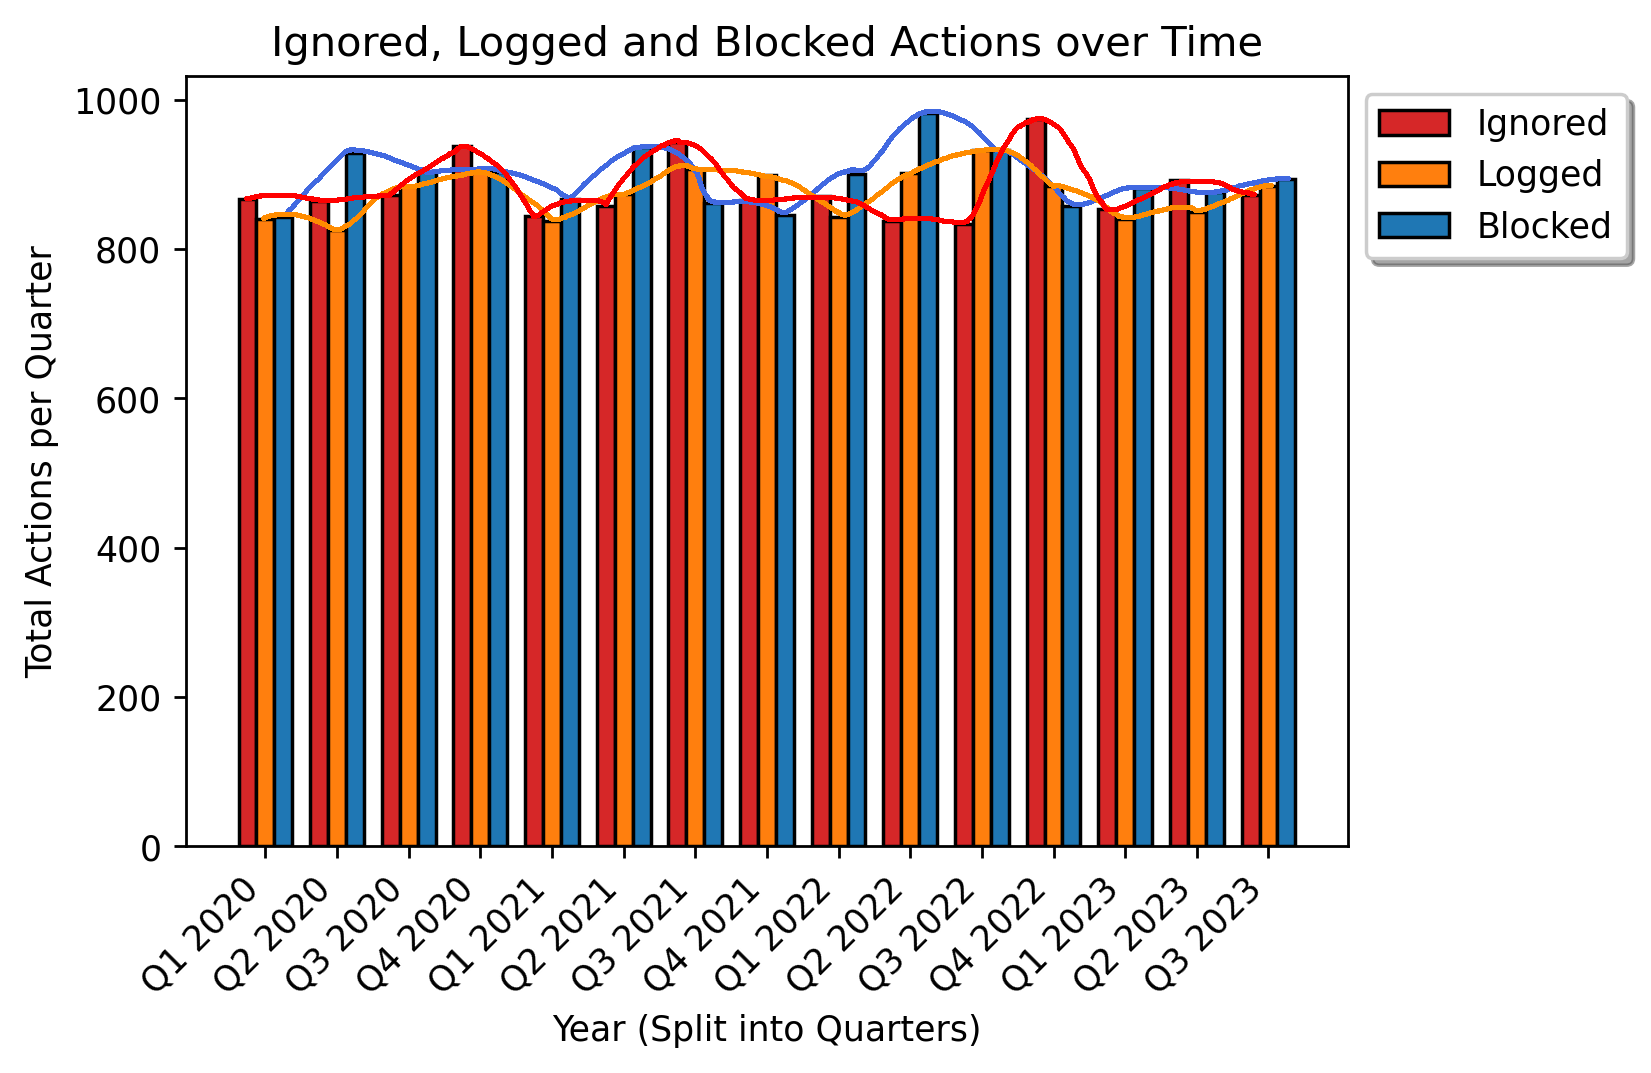 Ignored, Logged and Blocked Actions over Time
1000
800
600
400
200
0
Total Actions per Quarter
Ignored
Logged
Blocked
Q1 2020
Q2 2020
Q3 2020
Q4 2020
Q1 2021
Q2 2021
Q3 2021
Q4 2021
Q1 2022
Q2 2022
Q3 2022
Q4 2022
Q1 2023
Q2 2023
Q3 2023
Year (Split into Quarters)